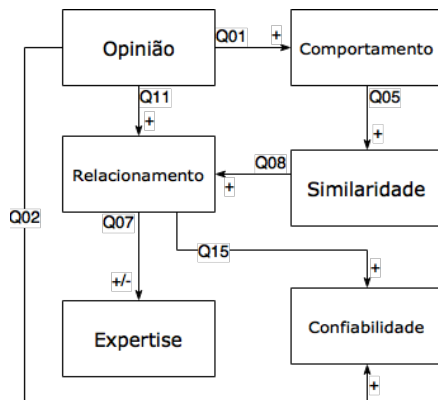 Opinião
Q01
+
Comportamento
Q11
+
Q05
+
Relacionamento
Q08
+
Similaridade
Q02
Q07
Q15
+/-
+
Expertise
Confiabilidade
+